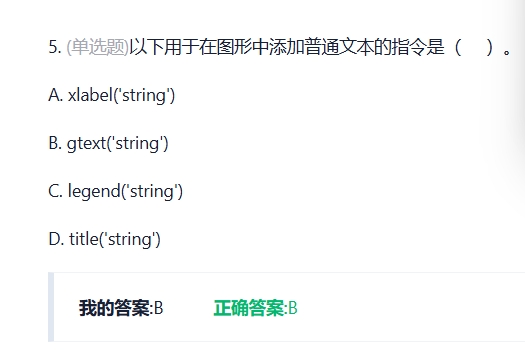 5. (单选题)以下用于在图形中添加普通文本的指令是（ ）。
A. xlabel('string')
B. gtext('string')
C. legend('string')
D. title('string')
我的答案:B 正确答案:B